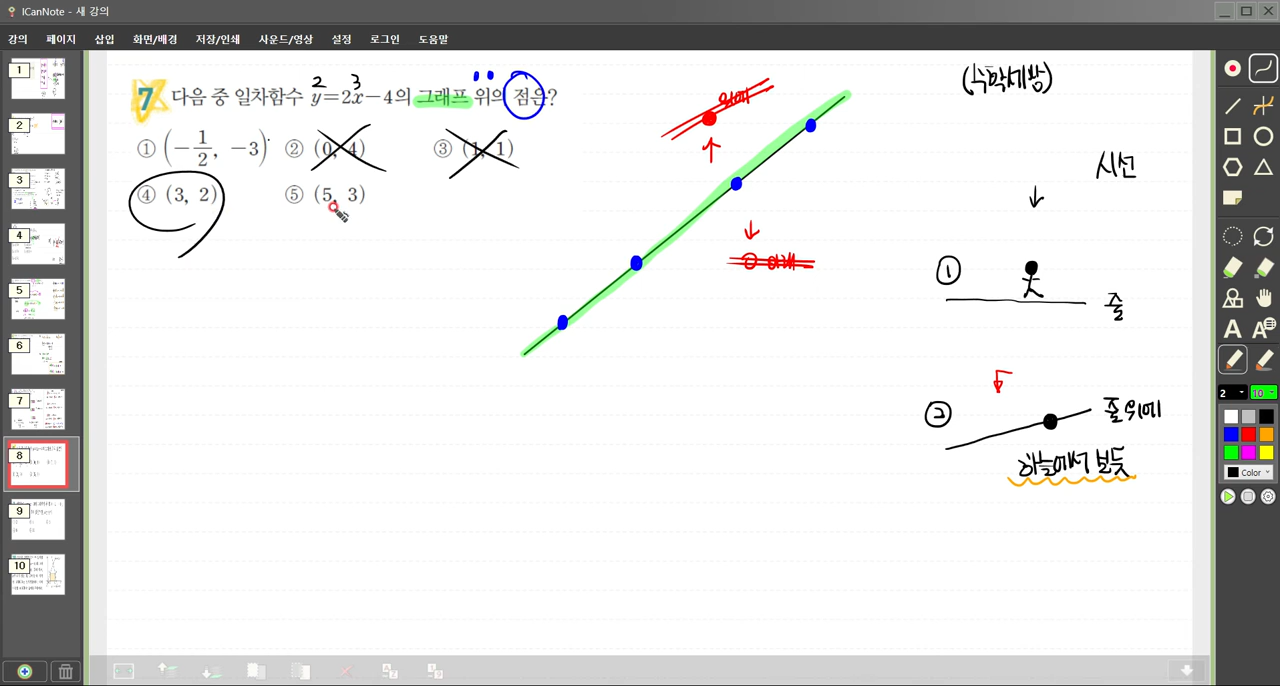 ICanNote - 새 강의
강의 페이지 삽입 화면/배경 저장/인쇄 사운드/영상 설정 로그인 도움말
1
2
3
4
5
6
7
8
9
10
2 3
7 다음 중 일차함수 y=2x-4의 그래프 위의 점은?
① (-1/2, -3) ② (0, 4) ③ (1, 1)
④ (3, 2) ⑤ (5, 3)
위에
아래
(수학세상)
시선
①
줄
②
줄 위에
하늘에서 보듯
A A
2 10
Color